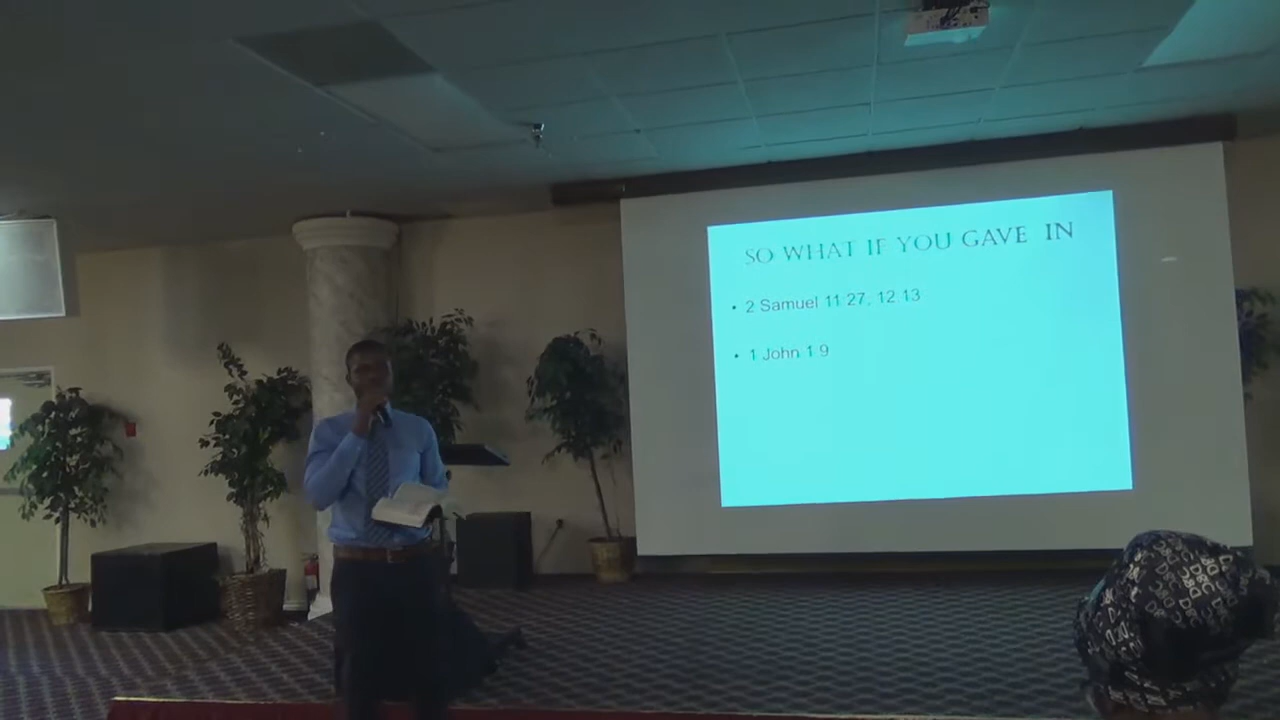 SO WHAT IF YOU GAVE IN
• 2 Samuel 11:27, 12:13
• 1 John 1:9
D&G D&G D&G